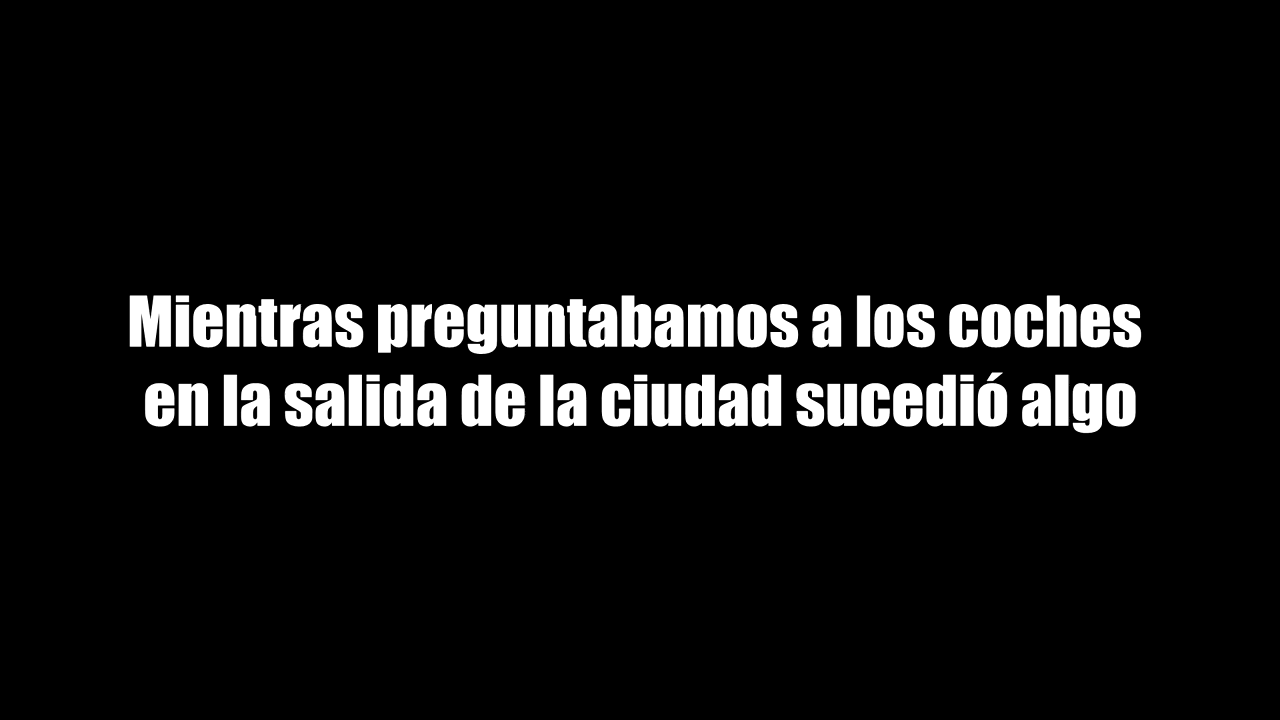 Mientras preguntabamos a los coches
en la salida de la ciudad sucedió algo